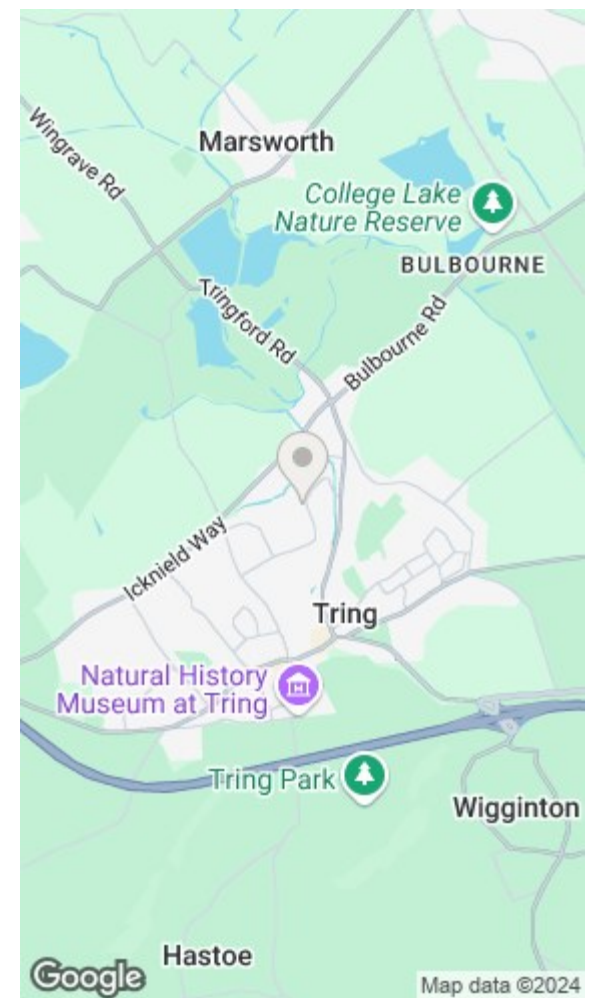 Marsworth
Wingrave Rd
College Lake
Nature Reserve
BULBOURNE
Tringford Rd
Bulbourne Rd
Icknield Way
Tring
Natural History
Museum at Tring
Tring Park
Wigginton
Hastoe
Google
Map data ©2024